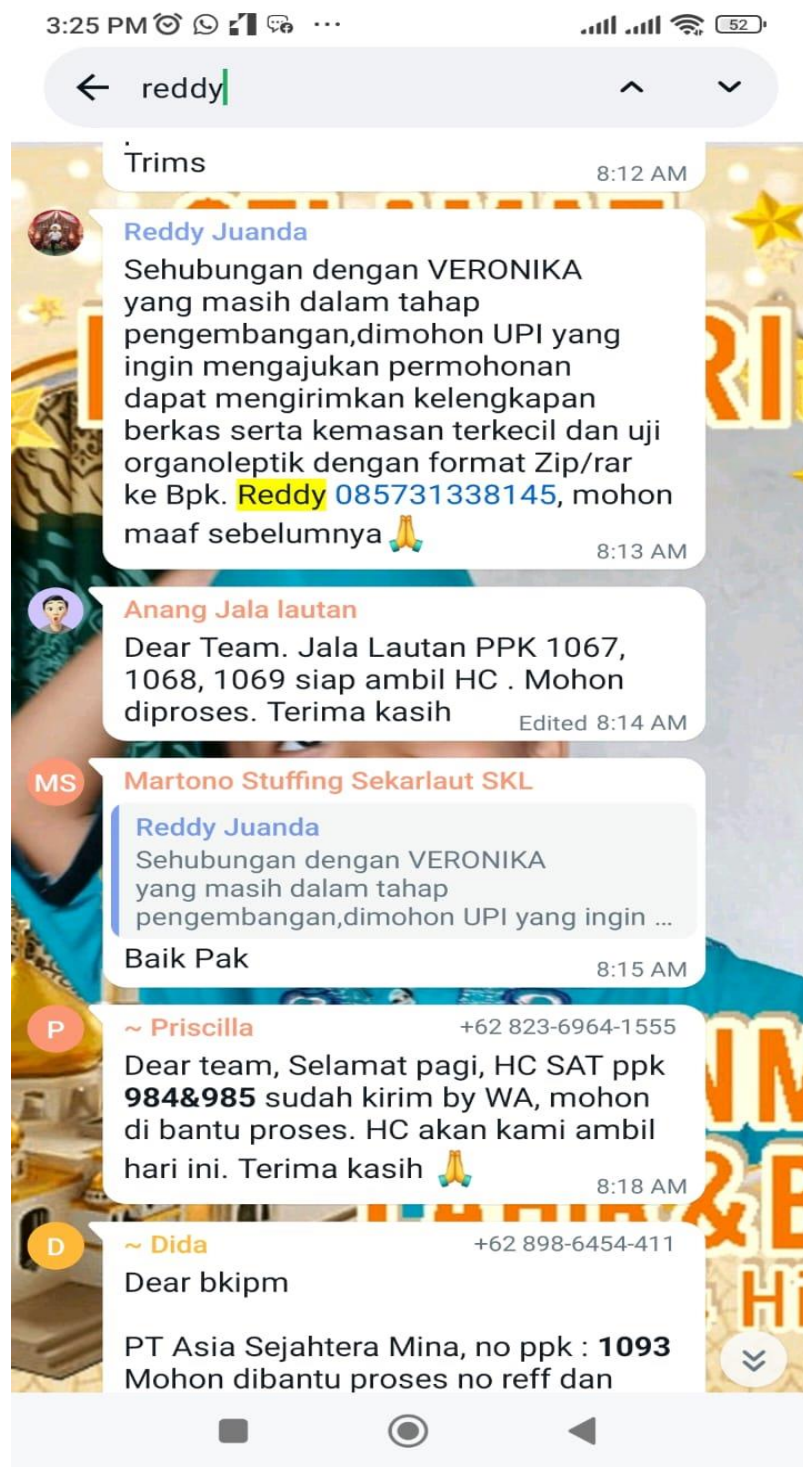 3:25 PM
52
reddy
Trims
8:12 AM
Reddy Juanda
Sehubungan dengan VERONIKA
yang masih dalam tahap
pengembangan,dimohon UPI yang
ingin mengajukan permohonan
dapat mengirimkan kelengkapan
berkas serta kemasan terkecil dan uji
organoleptik dengan format Zip/rar
ke Bpk. Reddy 085731338145, mohon
maaf sebelumnya 🙏
8:13 AM
Anang Jala lautan
Dear Team. Jala Lautan PPK 1067,
1068, 1069 siap ambil HC . Mohon
diproses. Terima kasih
Edited 8:14 AM
MS
Martono Stuffing Sekarlaut SKL
Reddy Juanda
Sehubungan dengan VERONIKA
yang masih dalam tahap
pengembangan,dimohon UPI yang ingin ...
Baik Pak
8:15 AM
P
~ Priscilla +62 823-6964-1555
Dear team, Selamat pagi, HC SAT ppk
984&985 sudah kirim by WA, mohon
di bantu proses. HC akan kami ambil
hari ini. Terima kasih 🙏
8:18 AM
D
~ Dida +62 898-6454-411
Dear bkipm
PT Asia Sejahtera Mina, no ppk : 1093
Mohon dibantu proses no reff dan